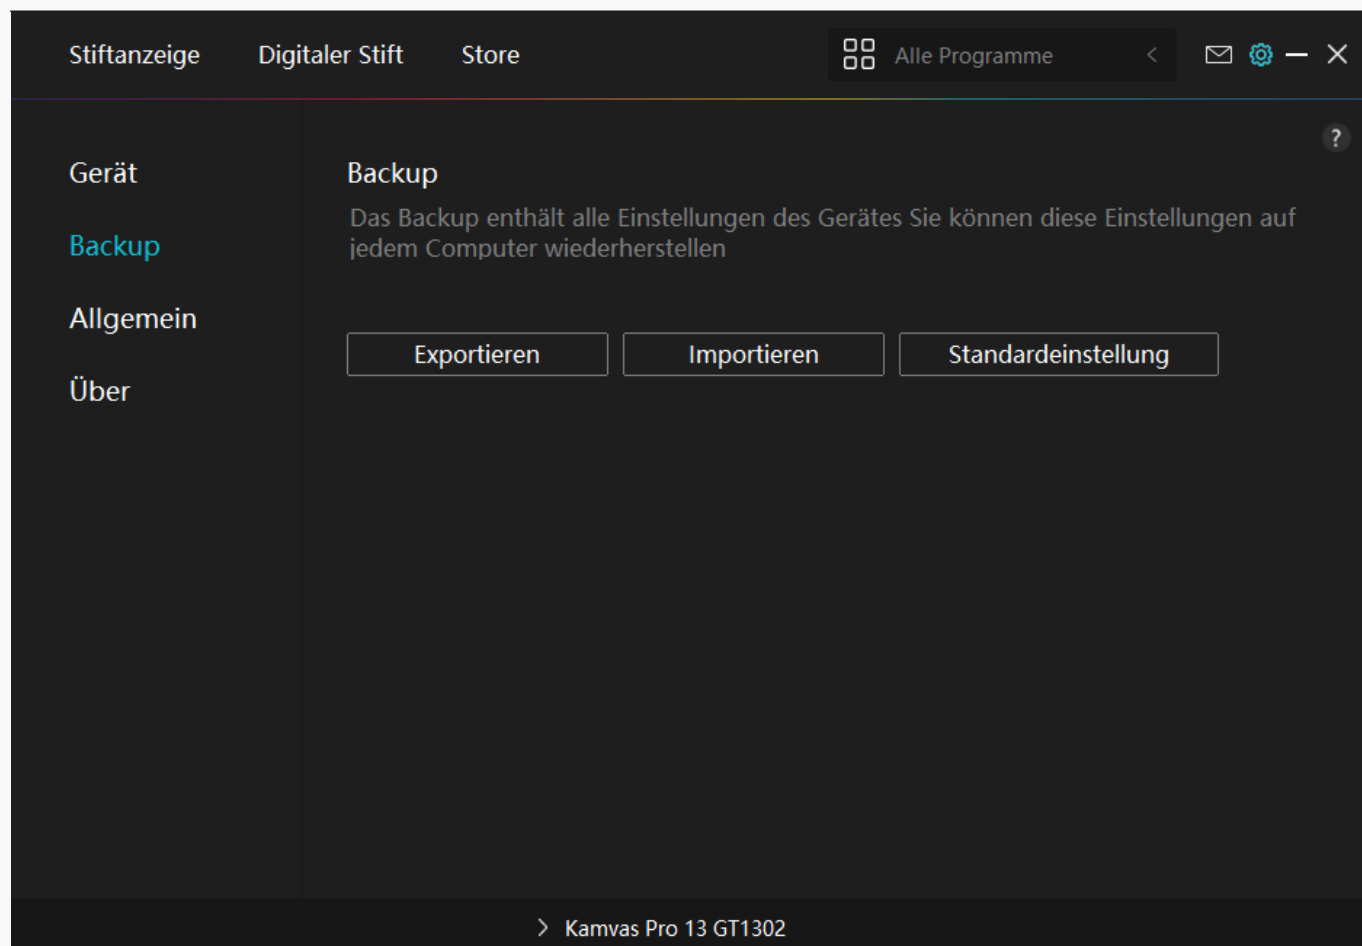 Stiftanzeige Digitaler Stift Store Alle Programme
?
Gerät
Backup
Allgemein
Über
Backup
Das Backup enthält alle Einstellungen des Gerätes Sie können diese Einstellungen auf
jedem Computer wiederherstellen
Exportieren Importieren Standardeinstellung
Kamvas Pro 13 GT1302